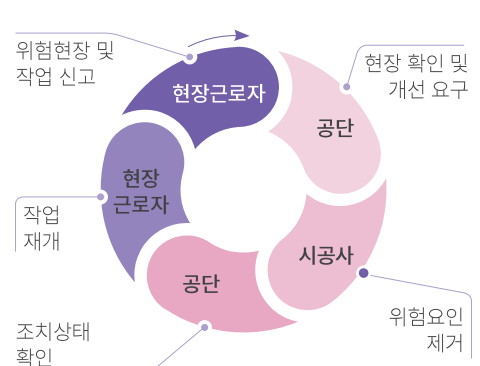 위험현장 및
작업 신고
현장근로자
현장 확인 및
개선 요구
공단
시공사
위험요인
제거
공단
조치상태
확인
현장
근로자
작업
재개